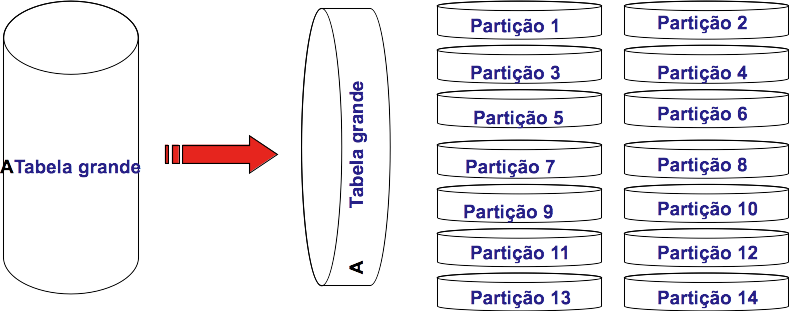 ATabela grande
A Tabela grande
Partição 1
Partição 2
Partição 3
Partição 4
Partição 5
Partição 6
Partição 7
Partição 8
Partição 9
Partição 10
Partição 11
Partição 12
Partição 13
Partição 14